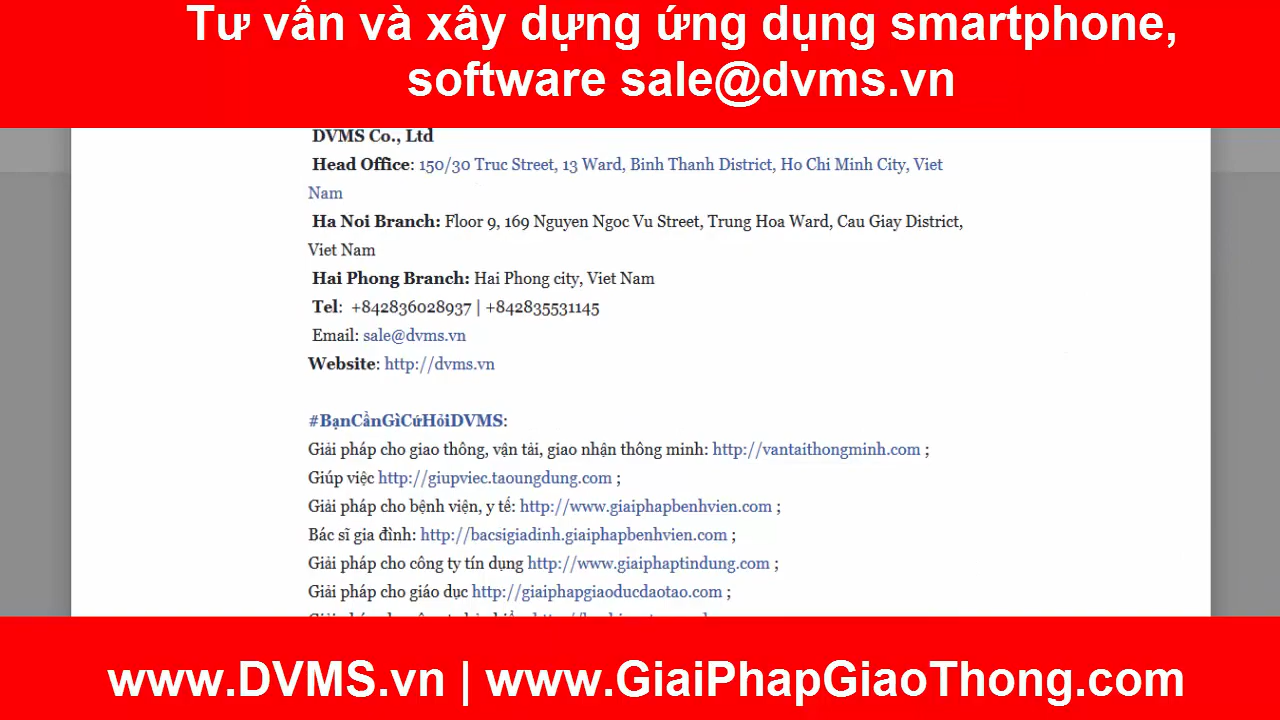 Tư vấn và xây dựng ứng dụng smartphone,
software sale@dvms.vn
DVMS Co., Ltd
Head Office: 150/30 Truc Street, 13 Ward, Binh Thanh District, Ho Chi Minh City, Viet
Nam
Ha Noi Branch: Floor 9, 169 Nguyen Ngoc Vu Street, Trung Hoa Ward, Cau Giay District,
Viet Nam
Hai Phong Branch: Hai Phong city, Viet Nam
Tel: +842836028937 | +842835531145
Email: sale@dvms.vn
Website: http://dvms.vn
#BạnCầnGìCứHỏiDVMS:
Giải pháp cho giao thông, vận tải, giao nhận thông minh: http://vantaithongminh.com ;
Giúp việc http://giupviec.taoungdung.com ;
Giải pháp cho bệnh viện, y tế: http://www.giaiphapbenhvien.com ;
Bác sĩ gia đình: http://bacsigiadinh.giaiphapbenhvien.com ;
Giải pháp cho công ty tín dụng http://www.giaiphaptindung.com ;
Giải pháp cho giáo dục http://giaiphapgiaoducdaotao.com ;
www.DVMS.vn | www.GiaiPhapGiaoThong.com